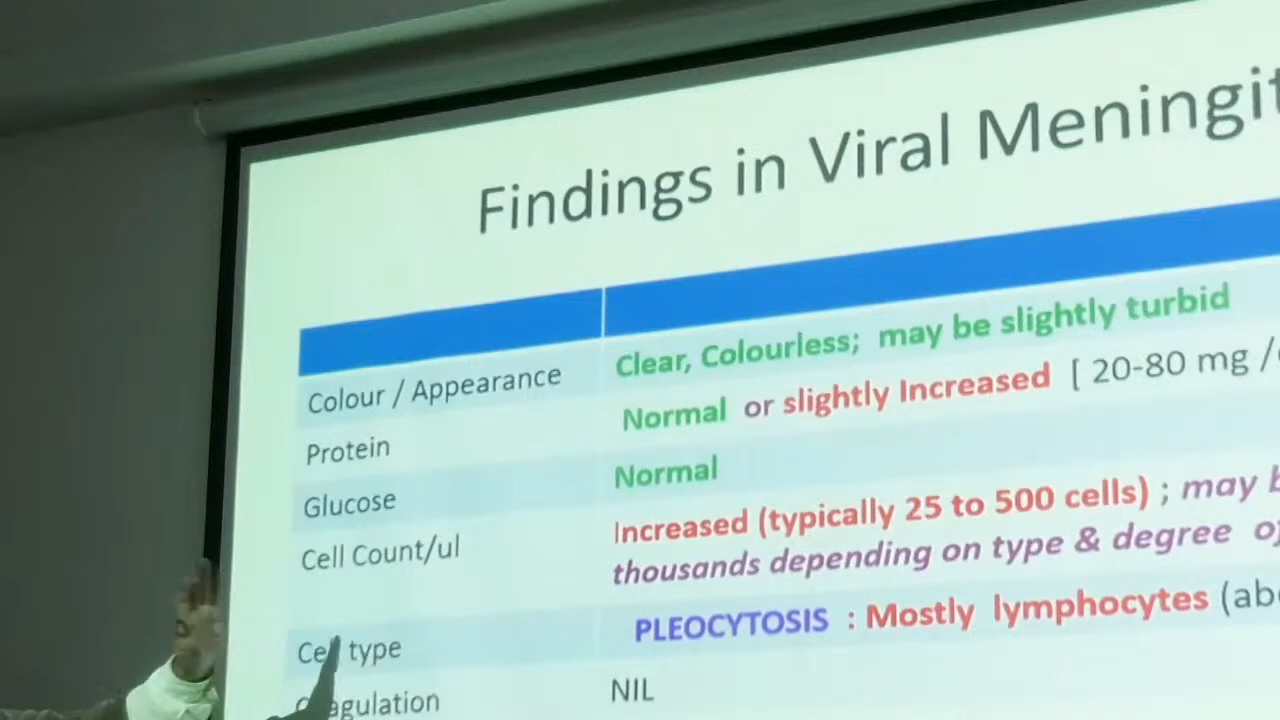 Findings in Viral
Colour / Appearance Clear, Colourless; may be slightly turbid
Protein Normal or slightly Increased [ 20-80 mg /
Glucose Normal
Cell Count/ul Increased (typically 25 to 500 cells) ; may
thousands depending on type & degree
type PLEOCYTOSIS : Mostly lymphocytes
NIL